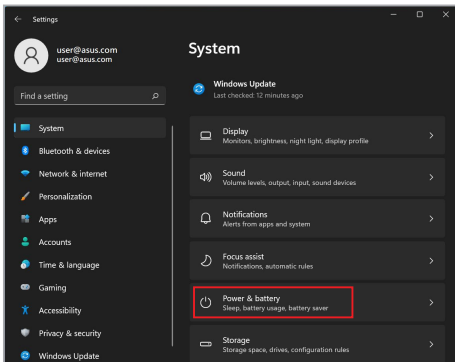 Settings
user@asus.com
user@asus.com
Find a setting
System
Bluetooth & devices
Network & internet
Personalization
Apps
Accounts
Time & language
Gaming
Accessibility
Privacy & security
Windows Update
System
Windows Update
Last checked: 12 minutes ago
Display
Monitors, brightness, night light, display profile
Sound
Volume levels, output, input, sound devices
Notifications
Alerts from apps and system
Focus assist
Notifications, automatic rules
Power & battery
Sleep, battery usage, battery saver
Storage
Storage space, drives, configuration rules